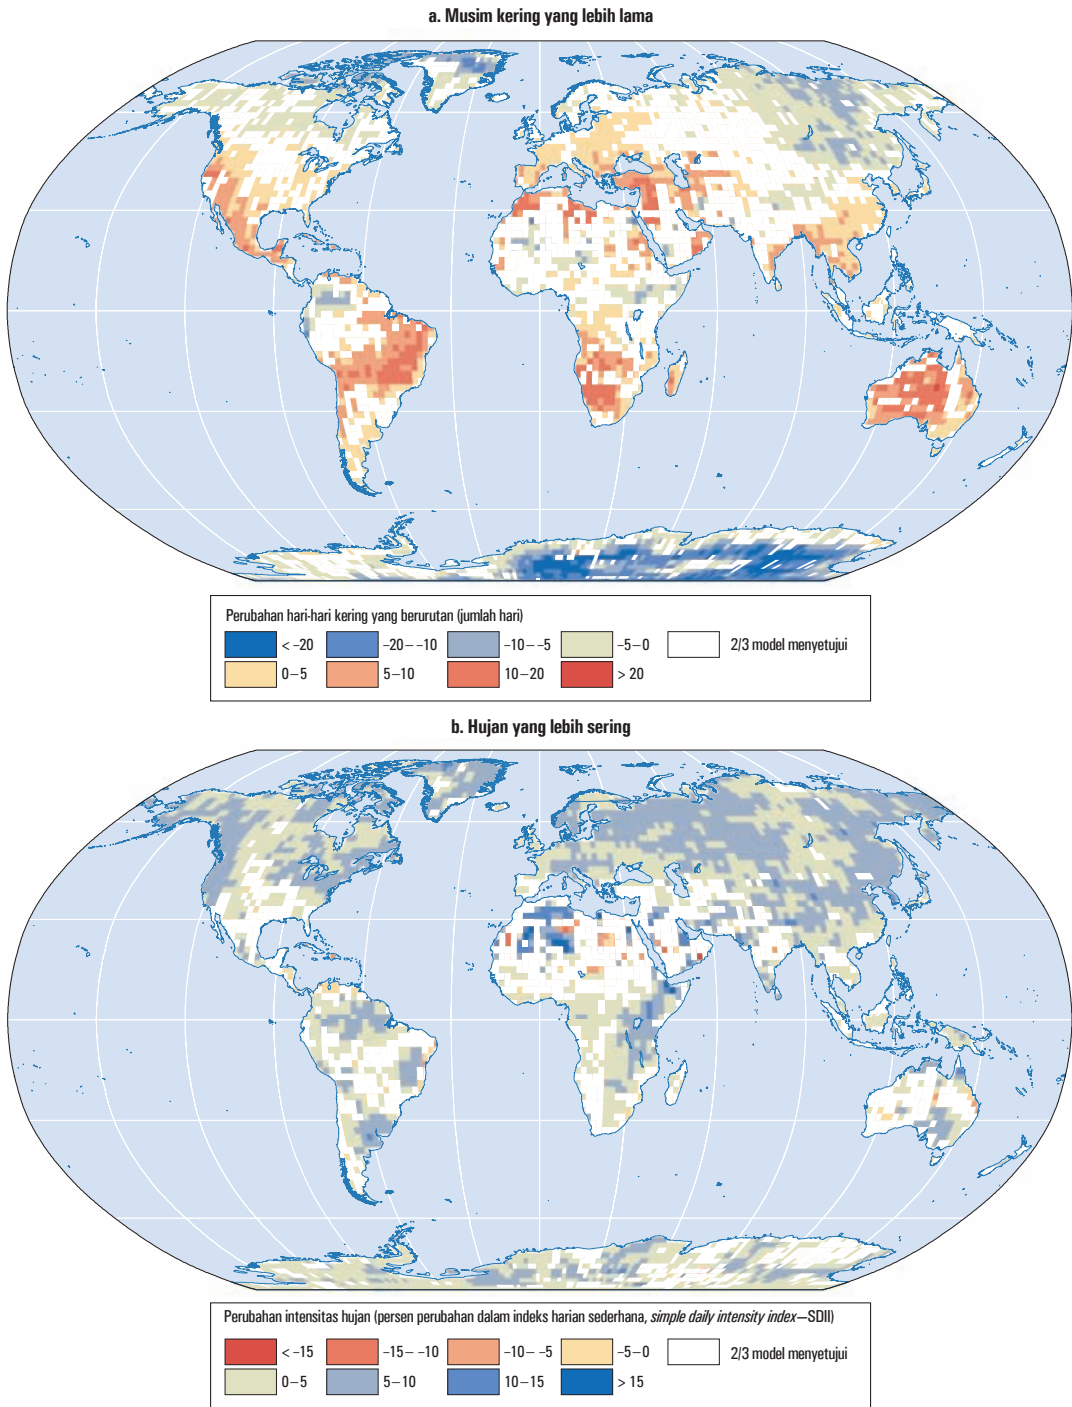 a. Musim kering yang lebih lama
Perubahan hari-hari kering yang berurutan (jumlah hari)
< –20
–20– –10
–10– –5
–5–0
2/3 model menyetujui
0–5
5–10
10–20
> 20
b. Hujan yang lebih sering
Perubahan intensitas hujan (persen perubahan dalam indeks harian sederhana, simple daily intensity index—SDII)
< –15
–15– –10
–10– –5
–5–0
2/3 model menyetujui
0–5
5–10
10–15
> 15